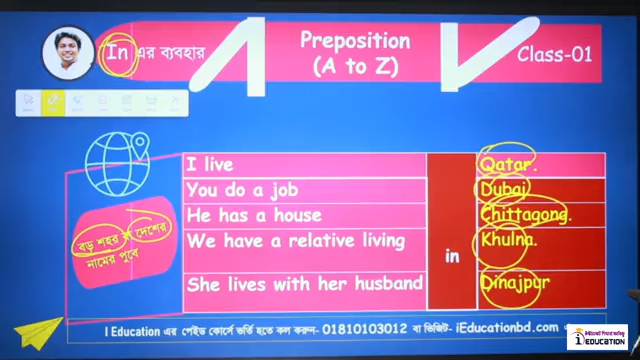 In এর ব্যবহার
Preposition
(A to Z)
Class-01
I live
Qatar.
You do a job
Dubai
He has a house
Chittagong.
We have a relative living
in
Khulna.
She lives with her husband
Dinajpur
বড় শহর বা দেশের
নামের পুর্বে
I Education এর পেইড কোর্সে ভর্তি হতে কল করুন- 01810103012 বা ভিজিট- iEducationbd.com
EDUCATION